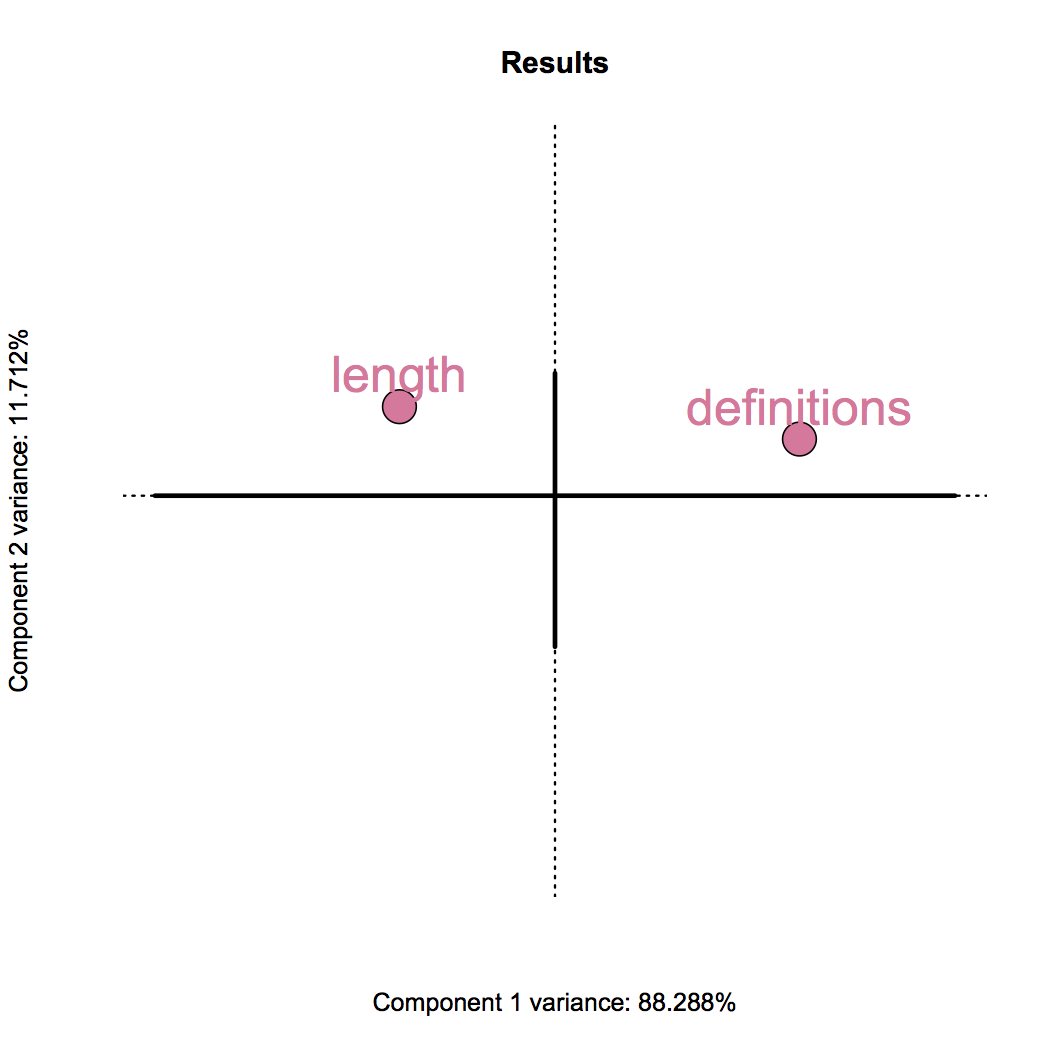 Results
length
definitions
Component 2 variance: 11.712%
Component 1 variance: 88.288%